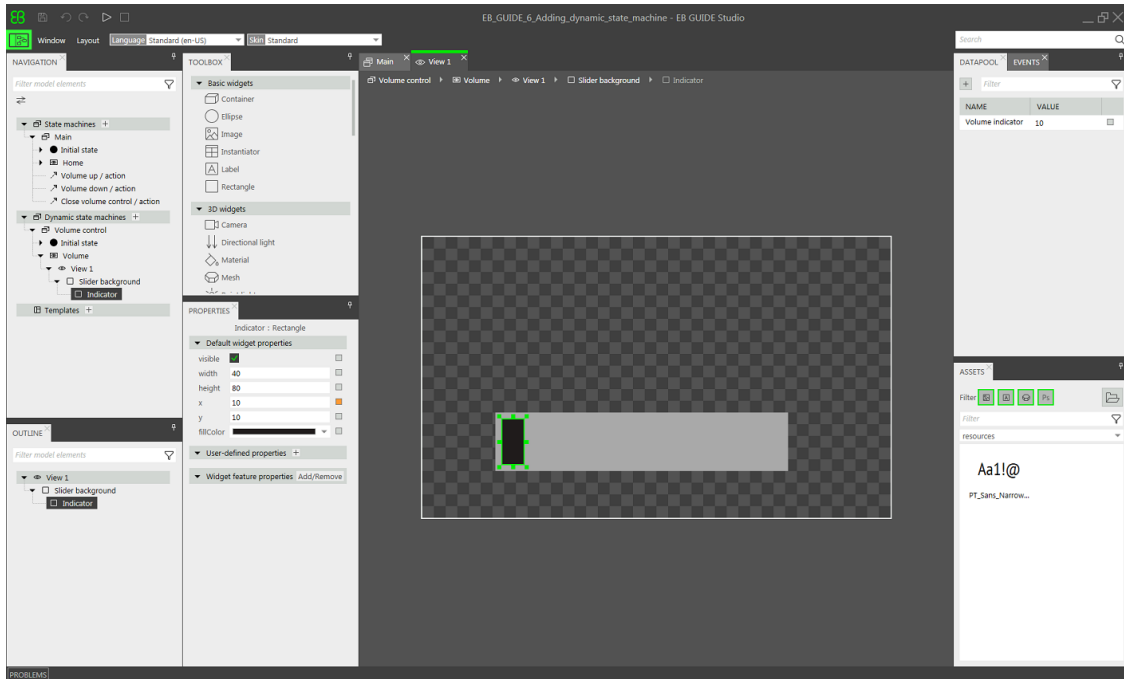 EB
EB_GUIDE_6_Adding_dynamic_state_machine - EB GUIDE Studio
Window Layout Language Standard (en-US) Skin Standard
Search
NAVIGATION
Filter model elements
State machines
Main
Initial state
Home
Volume up / action
Volume down / action
Close volume control / action
Dynamic state machines
Volume control
Initial state
Volume
View 1
Slider background
Indicator
Templates
OUTLINE
Filter model elements
View 1
Slider background
Indicator
TOOLBOX
Basic widgets
Container
Ellipse
Image
Instantiator
A Label
Rectangle
3D widgets
Camera
Directional light
Material
Mesh
PROPERTIES
Indicator : Rectangle
Default widget properties
visible
width 40
height 80
x 10
y 10
fillColor
User-defined properties +
Widget feature properties Add/Remove
Main View 1
Volume control Volume View 1 Slider background Indicator
DATAPOOL EVENTS
+ Filter
NAME VALUE
Volume indicator 10
ASSETS
Filter A Ps
Filter
resources
Aa1!@
PT_Sans_Narrow...
PROBLEMS